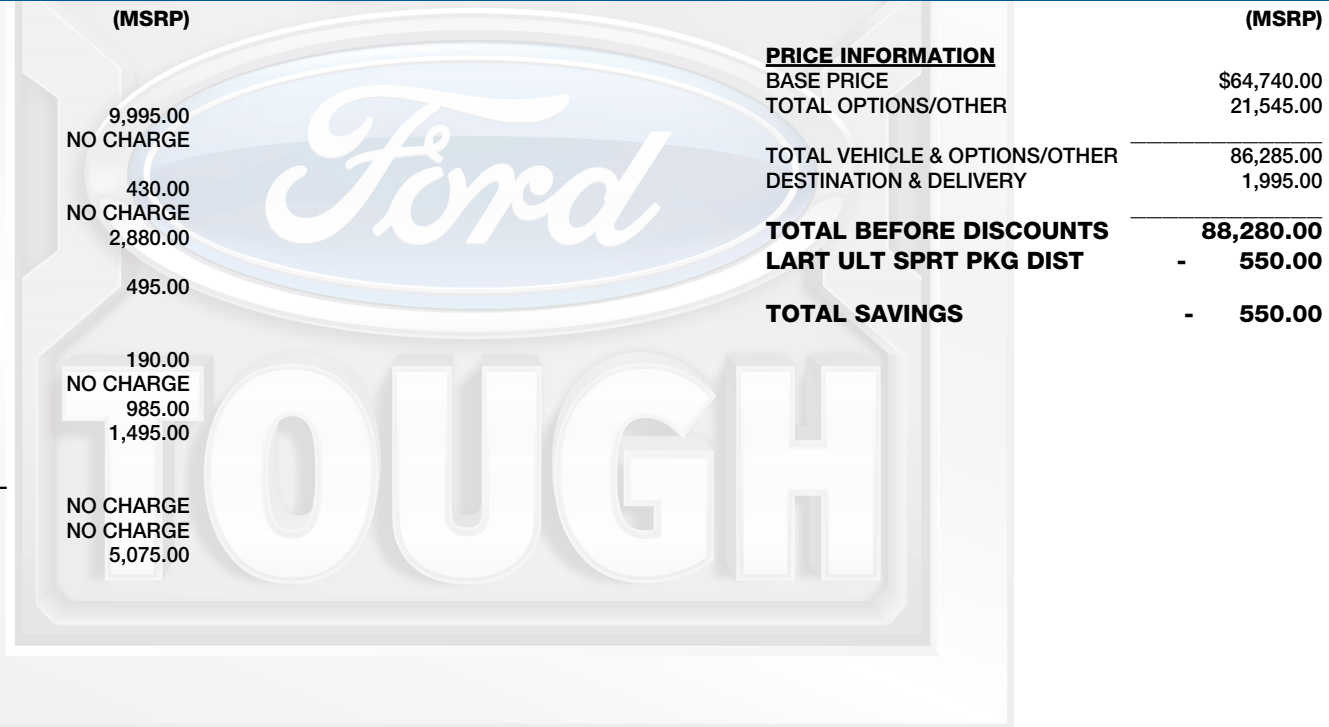 (MSRP)
9,995.00
NO CHARGE
430.00
NO CHARGE
2,880.00
495.00
190.00
NO CHARGE
985.00
1,495.00
NO CHARGE
NO CHARGE
5,075.00
Ford
TOUGH
(MSRP)
PRICE INFORMATION
BASE PRICE $64,740.00
TOTAL OPTIONS/OTHER 21,545.00
TOTAL VEHICLE & OPTIONS/OTHER 86,285.00
DESTINATION & DELIVERY 1,995.00
TOTAL BEFORE DISCOUNTS 88,280.00
LART ULT SPRT PKG DIST - 550.00
TOTAL SAVINGS - 550.00